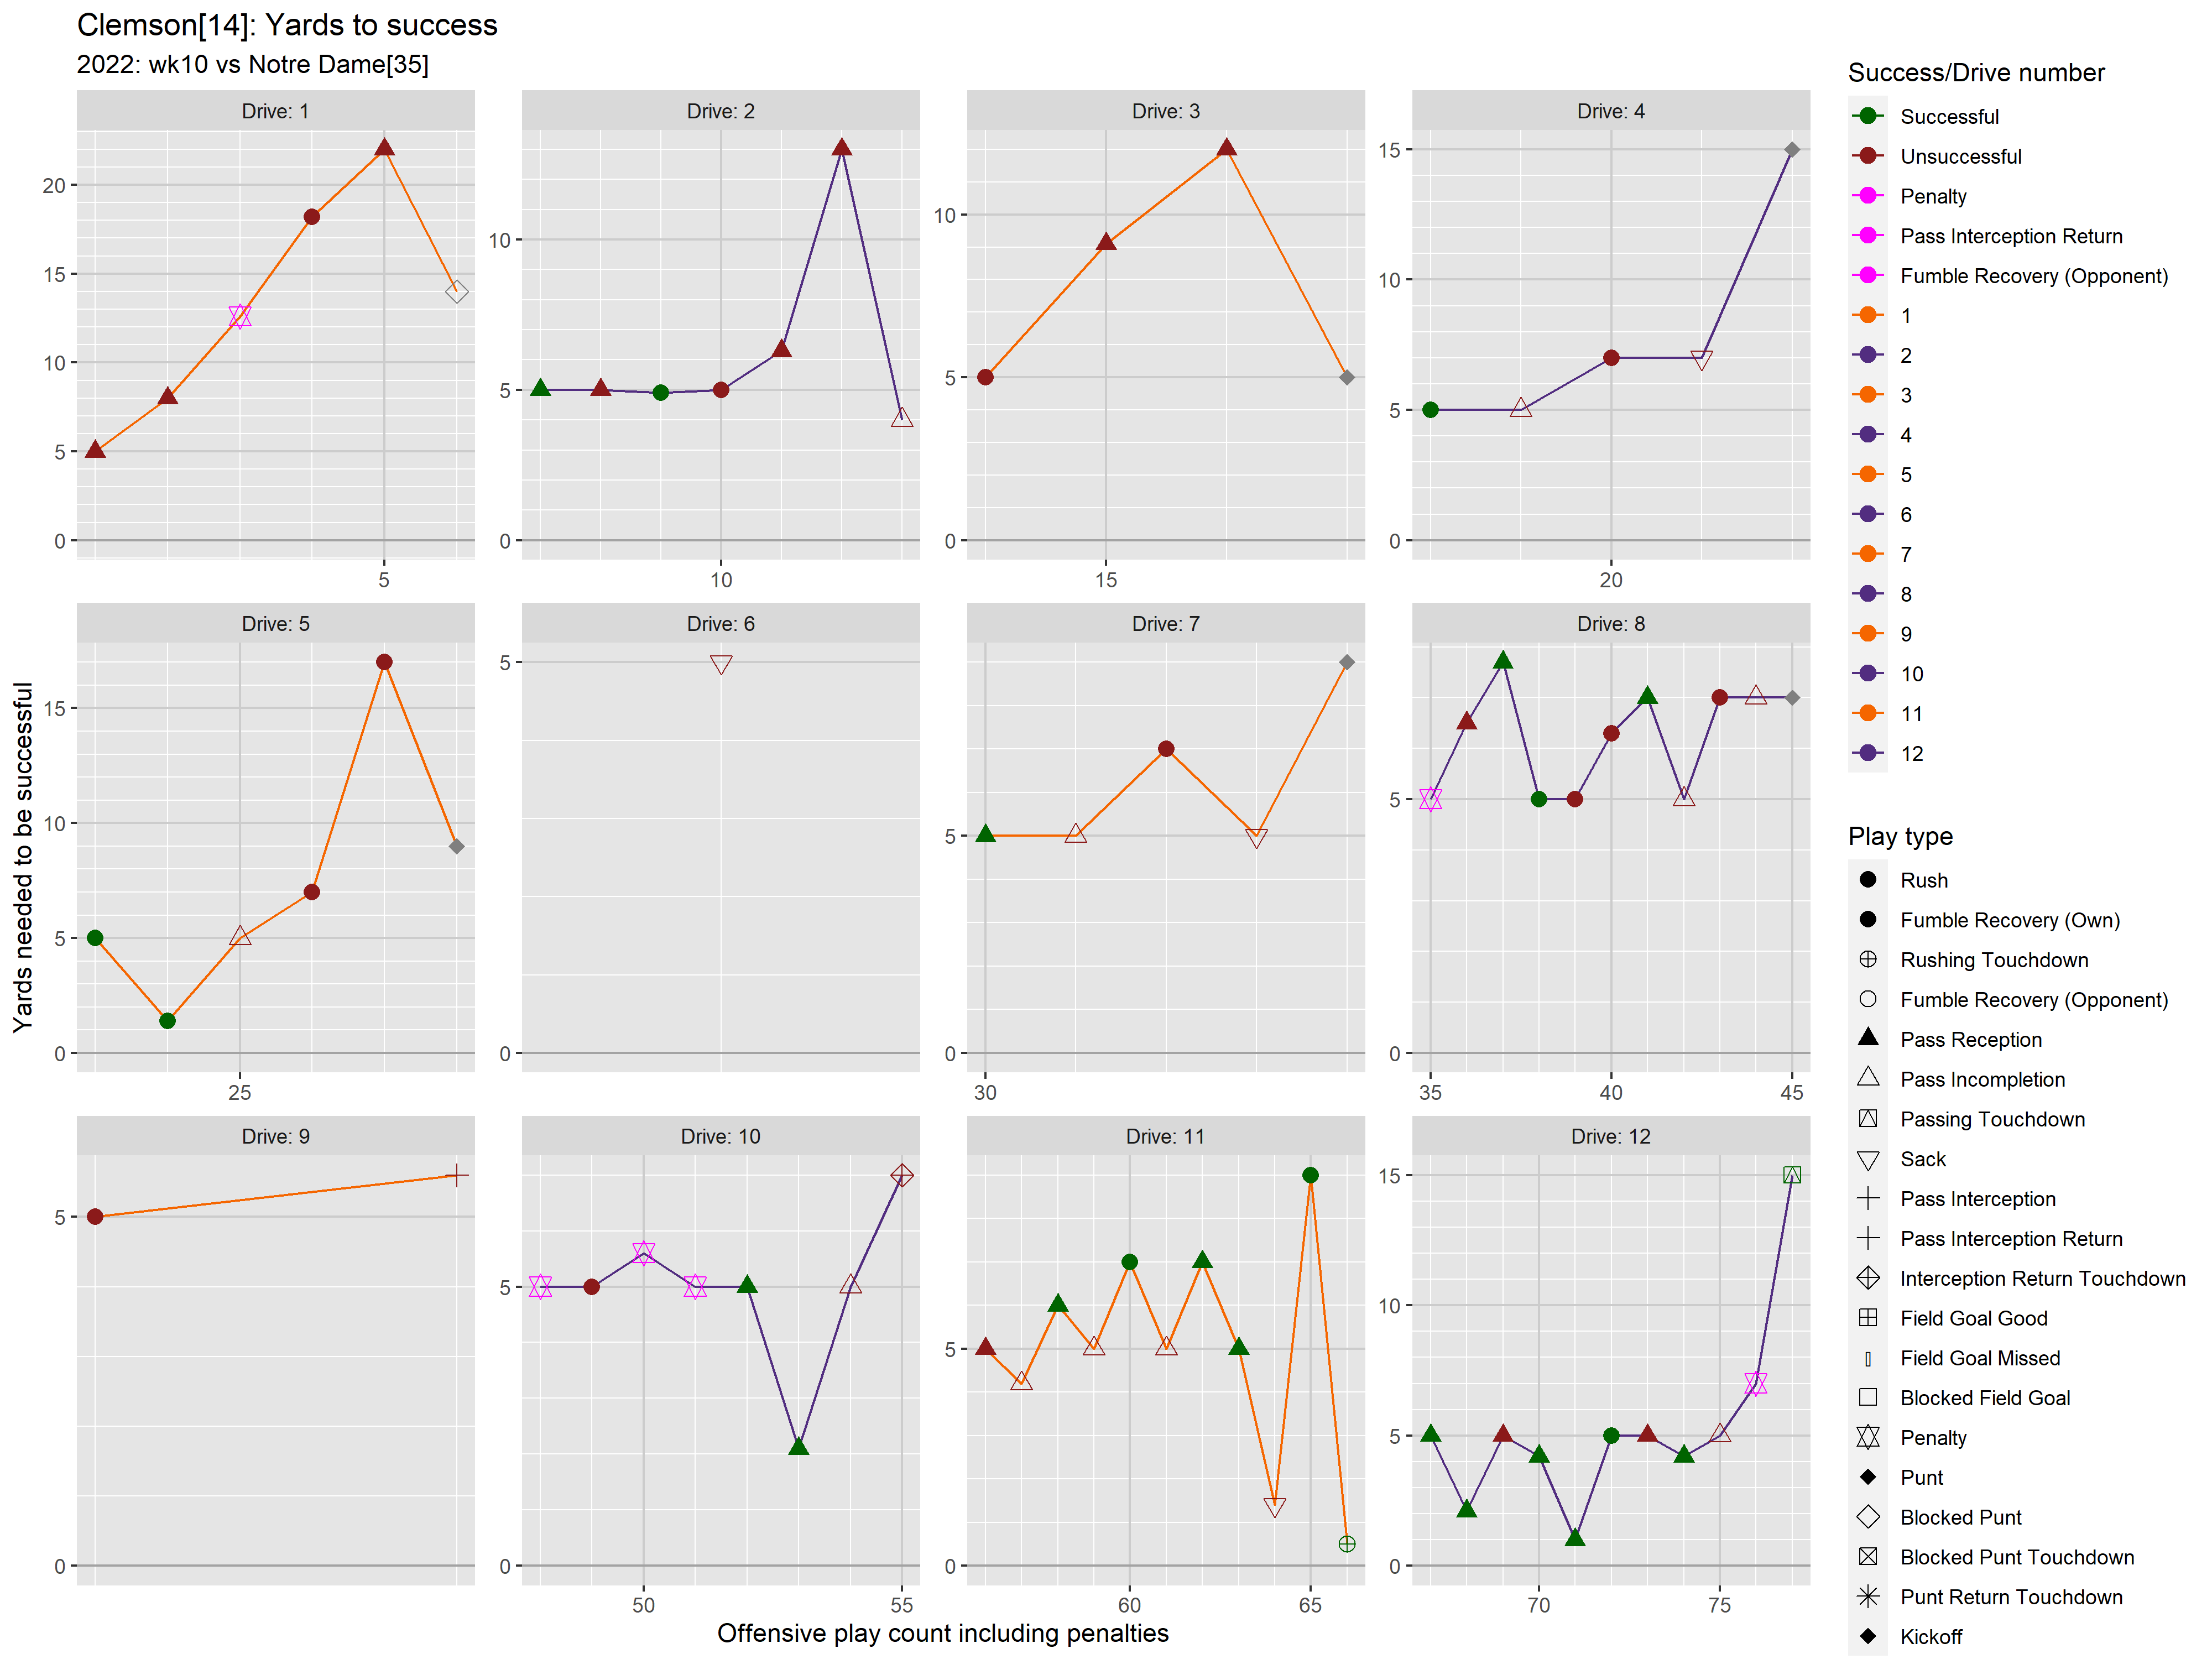 Clemson[14]: Yards to success
2022: wk10 vs Notre Dame[35]
Drive: 1
Drive: 2
Drive: 3
Drive: 4
20
15
10
5
0
10
5
0
10
5
0
15
10
5
0
5
10
15
20
Drive: 5
Drive: 6
Drive: 7
Drive: 8
15
10
5
0
5
0
5
0
5
0
25
30
35
40
45
Drive: 9
Drive: 10
Drive: 11
Drive: 12
5
0
5
0
5
0
15
10
5
0
50
55
60
65
70
75
Yards needed to be successful
Offensive play count including penalties
Success/Drive number
Successful
Unsuccessful
Penalty
Pass Interception Return
Fumble Recovery (Opponent)
1
2
3
4
5
6
7
8
9
10
11
12
Play type
Rush
Fumble Recovery (Own)
Rushing Touchdown
Fumble Recovery (Opponent)
Pass Reception
Pass Incompletion
Passing Touchdown
Sack
Pass Interception
Pass Interception Return
Interception Return Touchdown
Field Goal Good
Field Goal Missed
Blocked Field Goal
Penalty
Punt
Blocked Punt
Blocked Punt Touchdown
Punt Return Touchdown
Kickoff